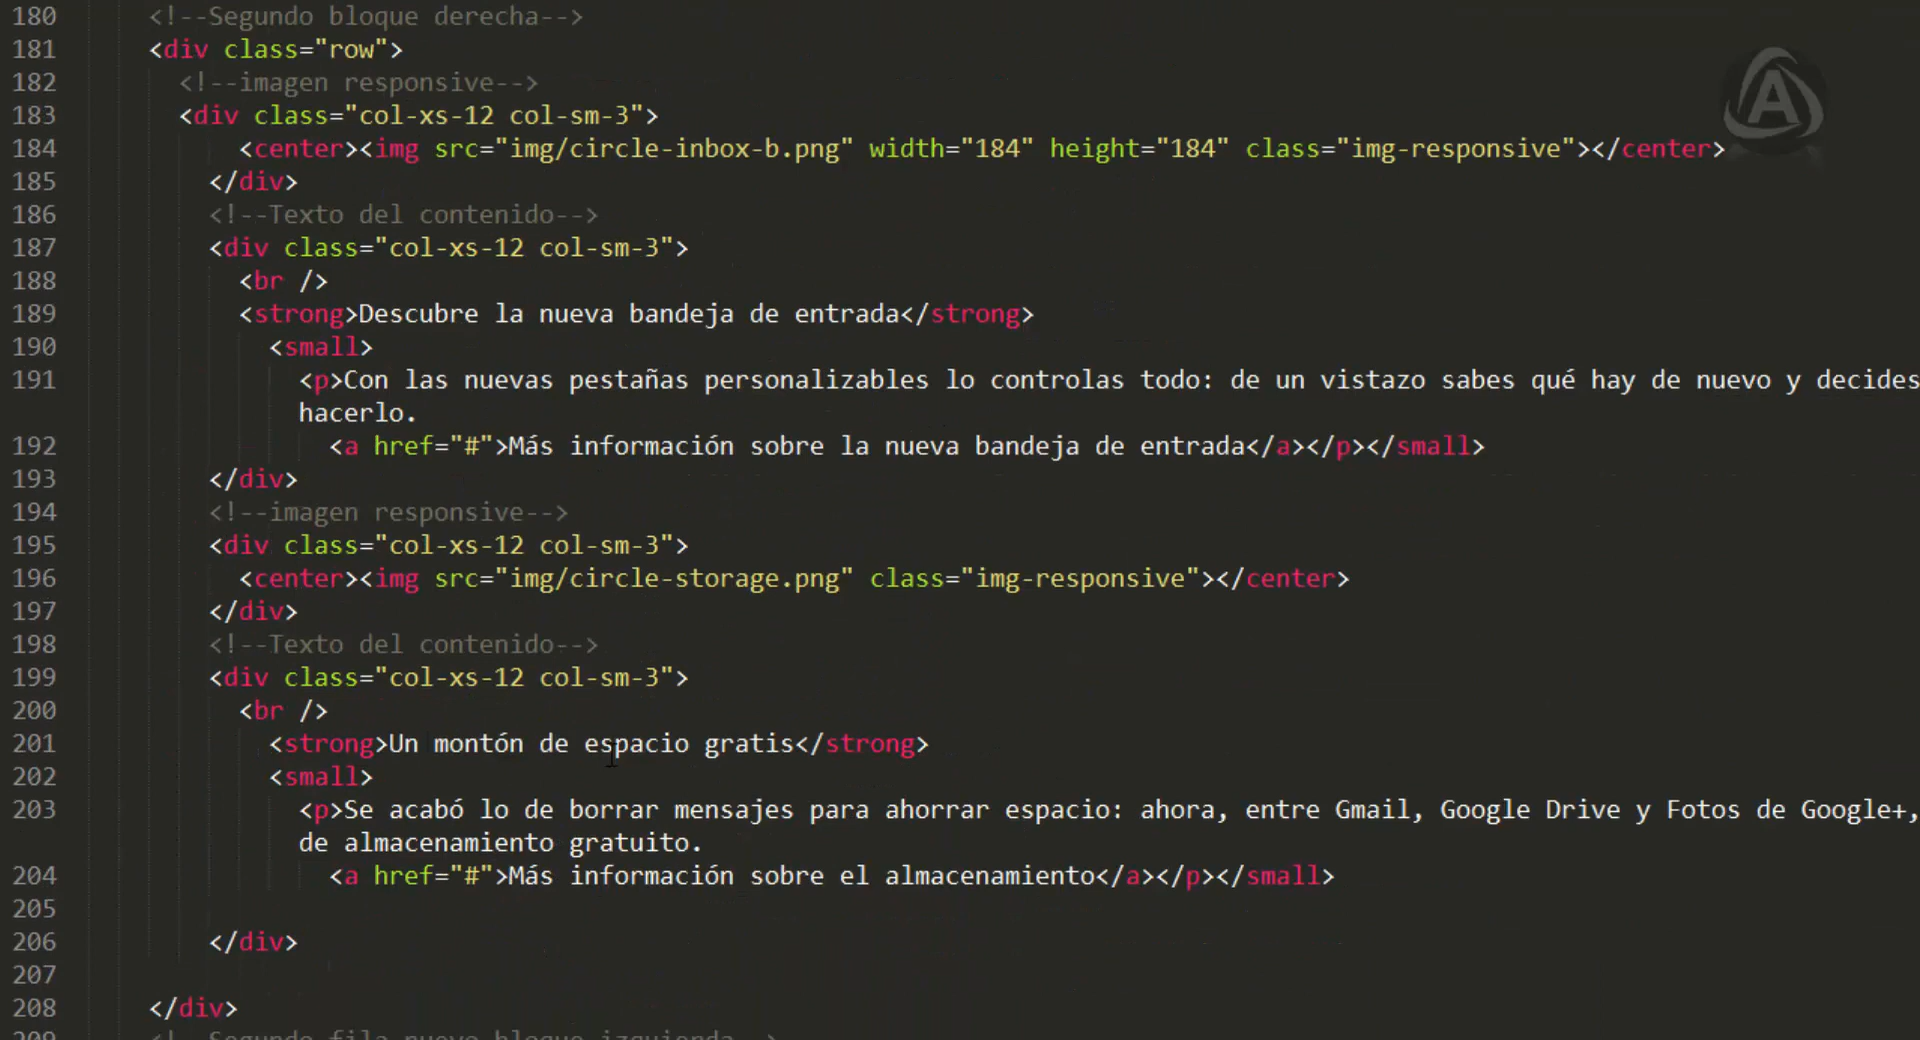 180 <!--Segundo bloque derecha-->
181 <div class="row">
182 <!--imagen responsive-->
183 <div class="col-xs-12 col-sm-3">
184 <center><img src="img/circle-inbox-b.png" width="184" height="184" class="img-responsive"></center>
185 </div>
186 <!--Texto del contenido-->
187 <div class="col-xs-12 col-sm-3">
188 <br />
189 <strong>Descubre la nueva bandeja de entrada</strong>
190 <small>
191 <p>Con las nuevas pestañas personalizables lo controlas todo: de un vistazo sabes qué hay de nuevo y decides
hacerlo.
192 <a href="#">Más información sobre la nueva bandeja de entrada</a></p></small>
193 </div>
194 <!--imagen responsive-->
195 <div class="col-xs-12 col-sm-3">
196 <center><img src="img/circle-storage.png" class="img-responsive"></center>
197 </div>
198 <!--Texto del contenido-->
199 <div class="col-xs-12 col-sm-3">
200 <br />
201 <strong>Un montón de espacio gratis</strong>
202 <small>
203 <p>Se acabó lo de borrar mensajes para ahorrar espacio: ahora, entre Gmail, Google Drive y Fotos de Google+,
de almacenamiento gratuito.
204 <a href="#">Más información sobre el almacenamiento</a></p></small>
205
206 </div>
207
208 </div>
209 <!--Segundo fila nuevo bloque izquierda-->
A